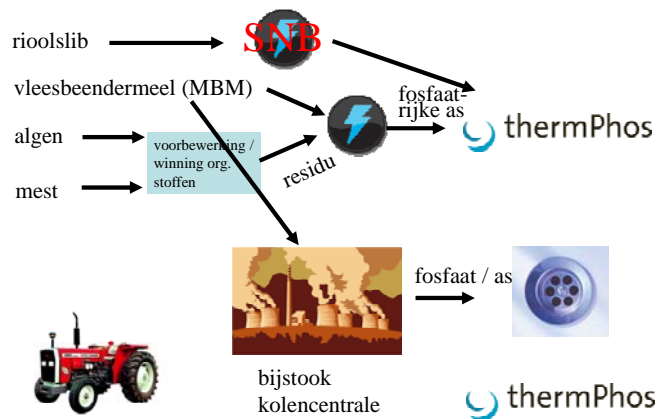 rioolslib
SNB
vleesbeendermeel (MBM)
fosfaat-
rijke as
thermPhos
algen
voorbewerking /
winning org.
stoffen
residu
mest
fosfaat / as
bijstook
kolencentrale
thermPhos